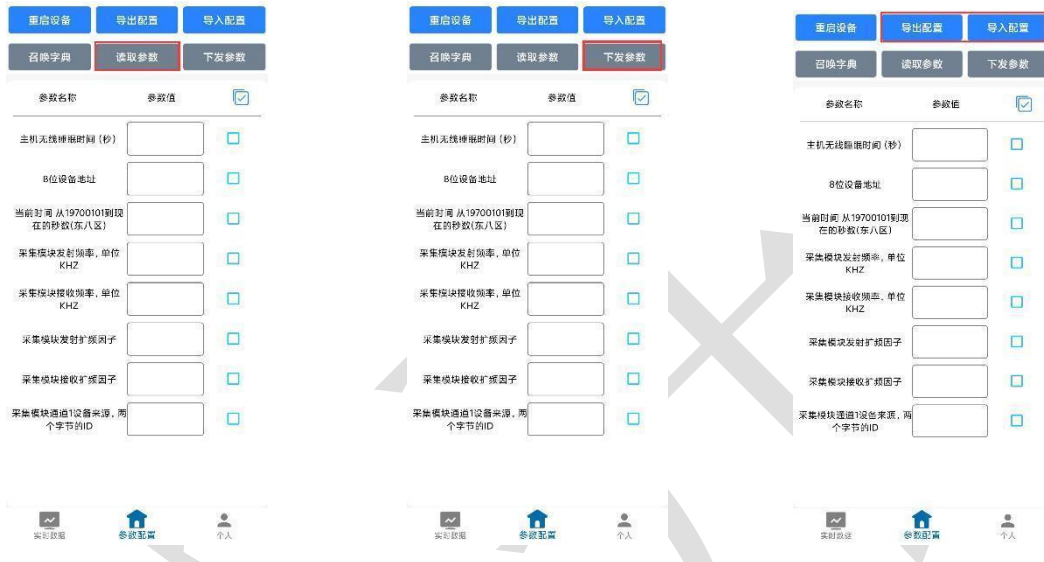 重启设备 导出配置 导入配置
召唤字典 读取参数 下发参数
参数名称 参数值
主机无线睡眠时间 (秒)
8位设备地址
当前时间 从19700101到现
在的秒数(东八区)
采集模块发射频率, 单位
KHZ
采集模块接收频率, 单位
KHZ
采集模块发射扩频因子
采集模块接收扩频因子
采集模块通道1设备来源, 两
个字节的ID
实时数据 参数配置 个人
重启设备 导出配置 导入配置
召唤字典 读取参数 下发参数
参数名称 参数值
主机无线睡眠时间 (秒)
8位设备地址
当前时间 从19700101到现
在的秒数(东八区)
采集模块发射频率, 单位
KHZ
采集模块接收频率, 单位
KHZ
采集模块发射扩频因子
采集模块接收扩频因子
采集模块通道1设备来源, 两
个字节的ID
实时数据 参数配置 个人
重启设备 导出配置 导入配置
召唤字典 读取参数 下发参数
参数名称 参数值
主机无线睡眠时间 (秒)
8位设备地址
当前时间 从19700101到现
在的秒数(东八区)
采集模块发射频率, 单位
KHZ
采集模块接收频率, 单位
KHZ
采集模块发射扩频因子
采集模块接收扩频因子
采集模块通道1设备来源, 两
个字节的ID
实时数据 参数配置 个人